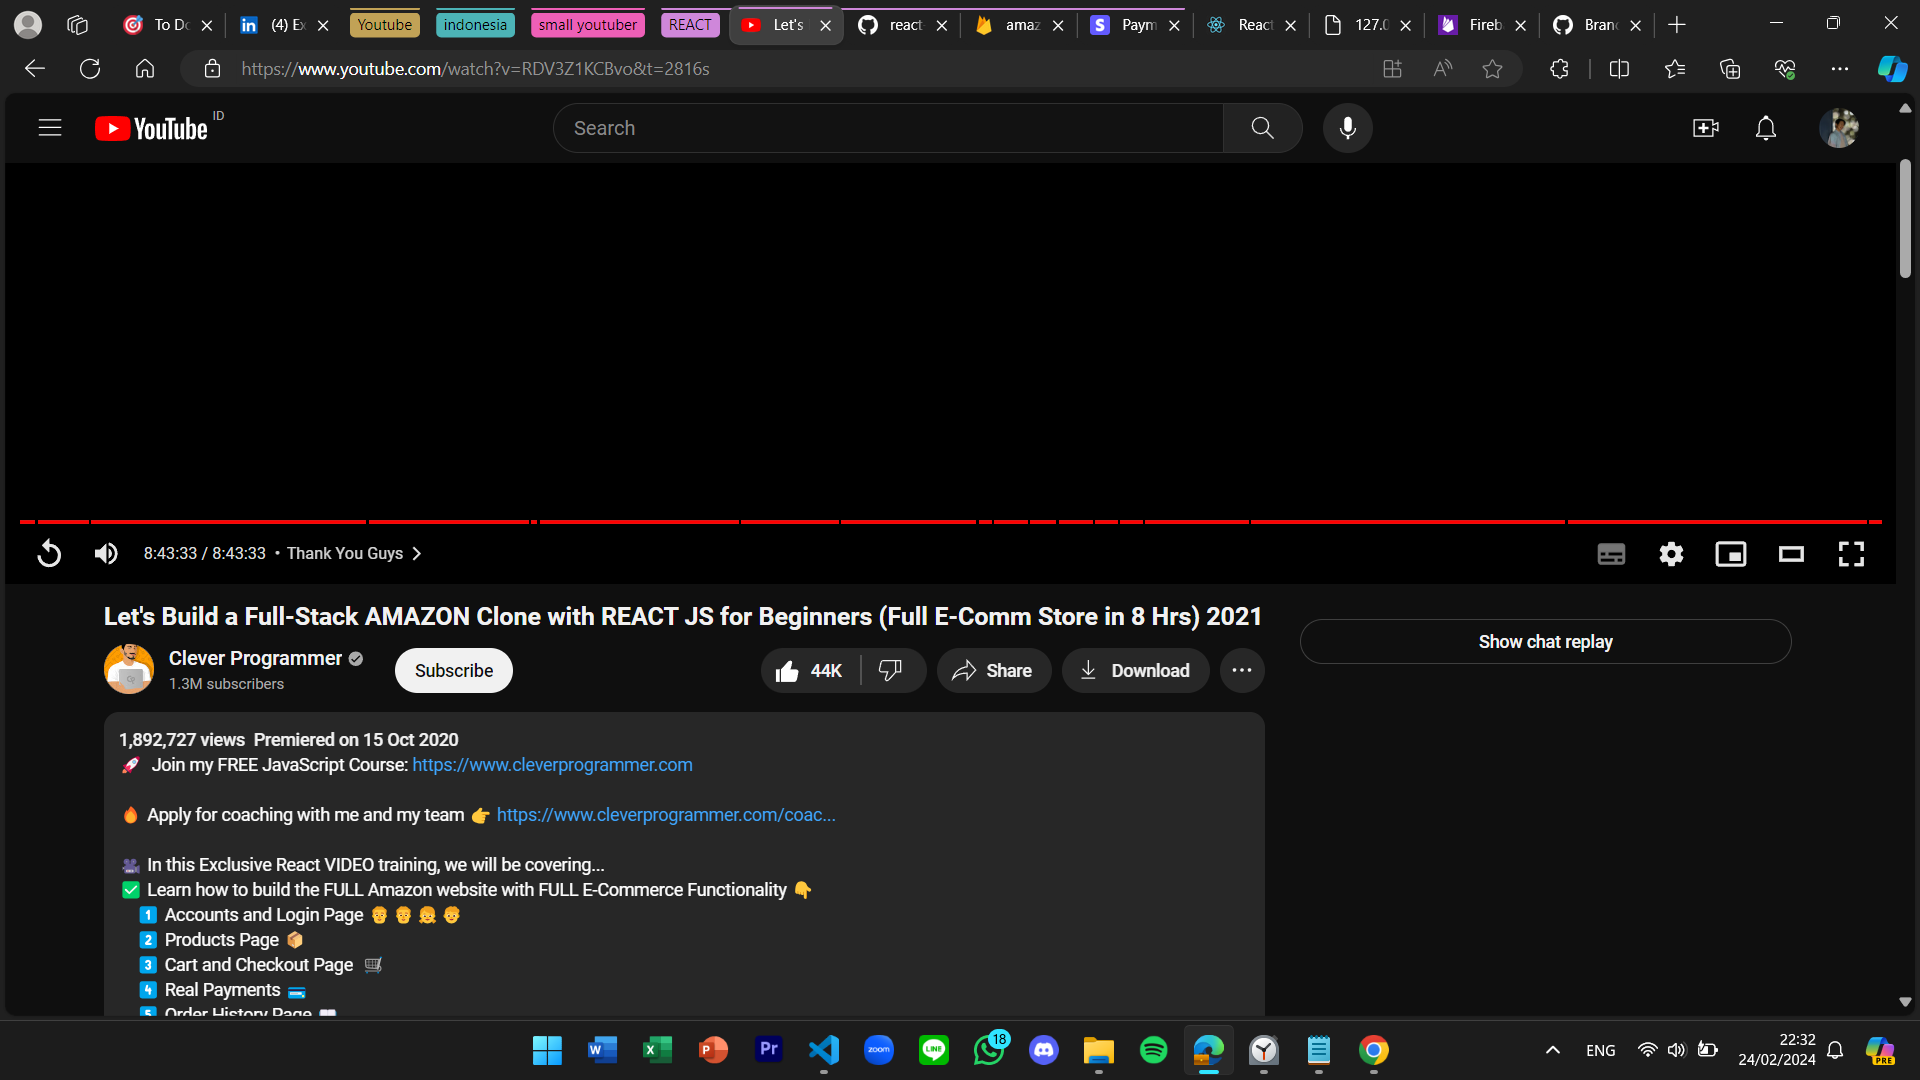 To Do
(4) Ex
Youtube
indonesia
small youtuber
REACT
Let's
react-
amaz
Paym
React
127.0
Fireb
Branc
https://www.youtube.com/watch?v=RDV3Z1KCBvo&t=2816s
YouTube ID
Search
8:43:33 / 8:43:33 • Thank You Guys
Let's Build a Full-Stack AMAZON Clone with REACT JS for Beginners (Full E-Comm Store in 8 Hrs) 2021
Clever Programmer
1.3M subscribers
Subscribe
44K
Share
Download
Show chat replay
1,892,727 views Premiered on 15 Oct 2020
🚀 Join my FREE JavaScript Course: https://www.cleverprogrammer.com
🔥 Apply for coaching with me and my team 👉 https://www.cleverprogrammer.com/coac...
🎥 In this Exclusive React VIDEO training, we will be covering...
✅ Learn how to build the FULL Amazon website with FULL E-Commerce Functionality 👇
1️⃣ Accounts and Login Page 👨 👨 👧 👦
2️⃣ Products Page 📦
3️⃣ Cart and Checkout Page 🛒
4️⃣ Real Payments 💳
5️⃣ Order History Page 📖
18
ENG
22:32
24/02/2024
PRE
zoom
LINE
Pr